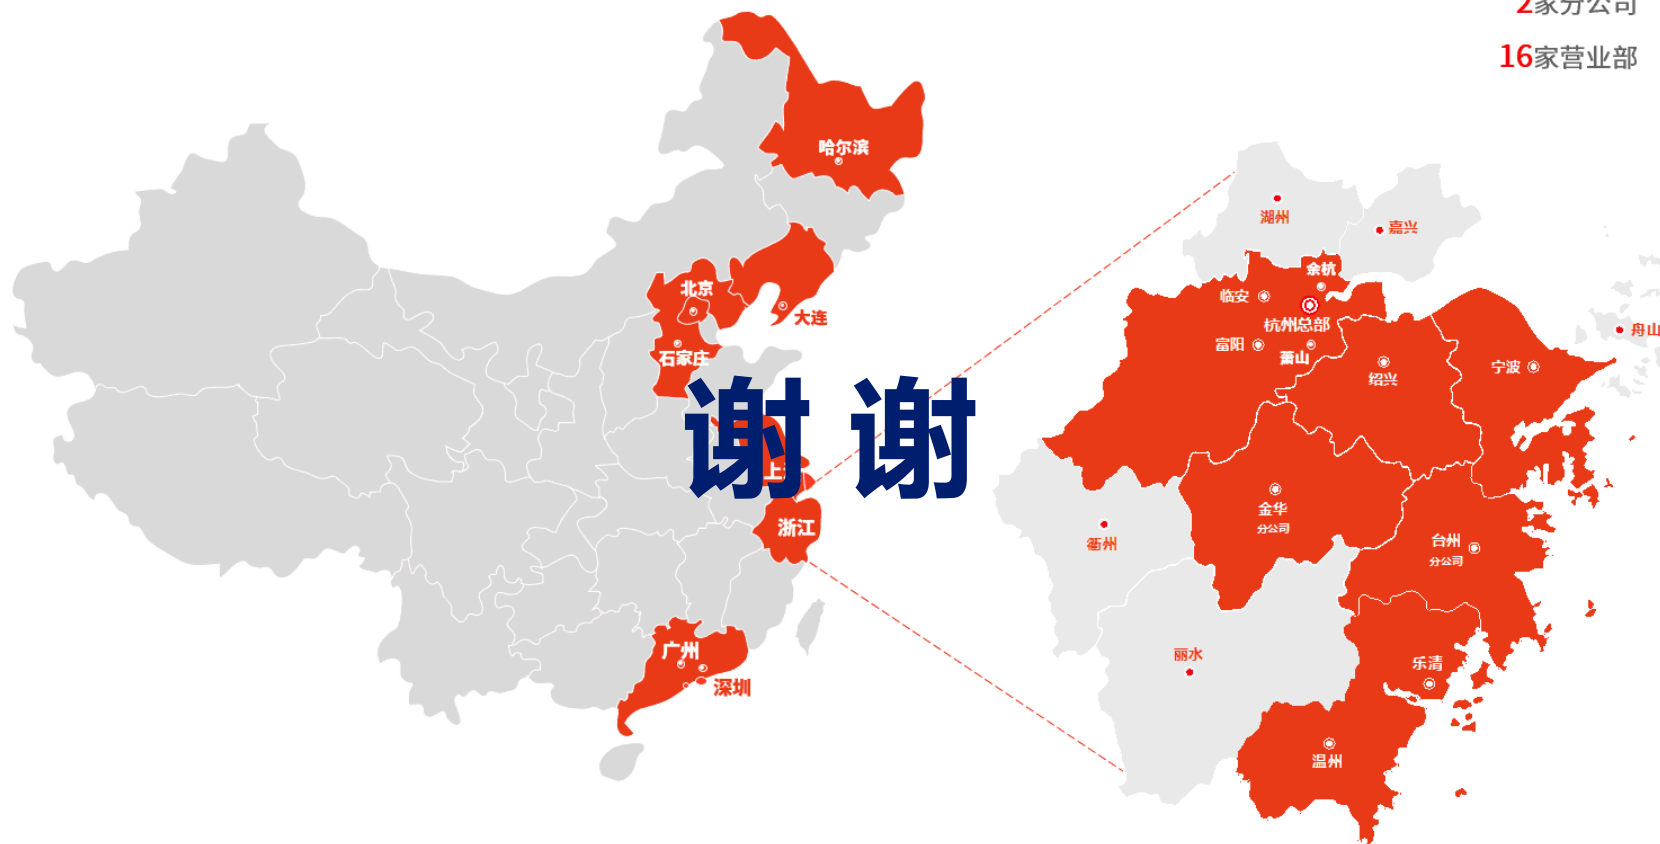 2家分公司
16家营业部
哈尔滨
北京
大连
石家庄
谢谢
上
浙江
广州
深圳
湖州
嘉兴
余杭
临安
杭州总部
富阳
萧山
绍兴
宁波
舟山
金华
分公司
衢州
台州
分公司
丽水
乐清
温州